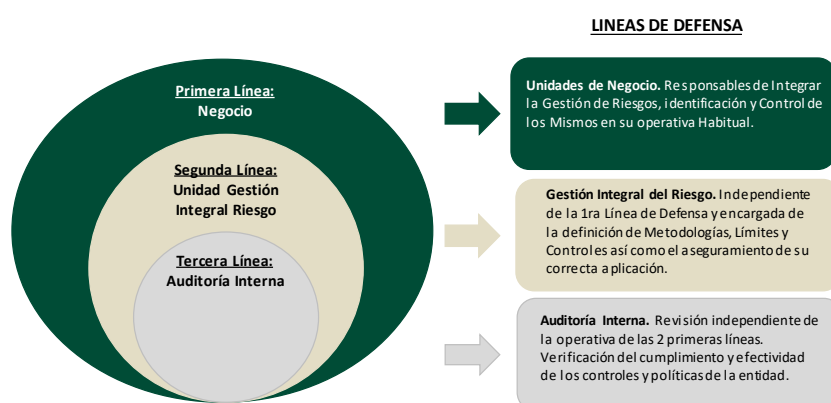 LINEAS DE DEFENSA
Primera Línea:
Negocio
Segunda Línea:
Unidad Gestión
Integral Riesgo
Tercera Línea:
Auditoría Interna
Unidades de Negocio. Responsables de Integrar
la Gestión de Riesgos, identificación y Control de
los Mismos en su operativa Habitual.
Gestión Integral del Riesgo. Independiente
de la 1ra Línea de Defensa y encargada de
la definición de Metodologías, Límites y
Controles así como el aseguramiento de su
correcta aplicación.
Auditoría Interna. Revisión independiente de
la operativa de las 2 primeras líneas.
Verificación del cumplimiento y efectividad
de los controles y políticas de la entidad.